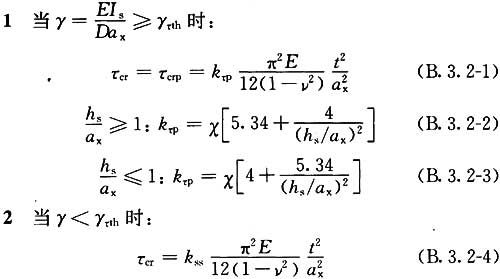 1 当 γ = EI_s / Da_x ⩾ γ_τth 时:
τ_cr = τ_crp = k_τp π²E / 12(1−ν²) t² / a_x² (B.3.2-1)
h_s / a_x ⩾ 1: k_τp = χ[5.34 + 4 / (h_s/a_x)²] (B.3.2-2)
h_s / a_x ⩽ 1: k_τp = χ[4 + 5.34 / (h_s/a_x)²] (B.3.2-3)
2 当 γ < γ_τth 时:
τ_cr = k_ss π²E / 12(1−ν²) t² / a_x² (B.3.2-4)